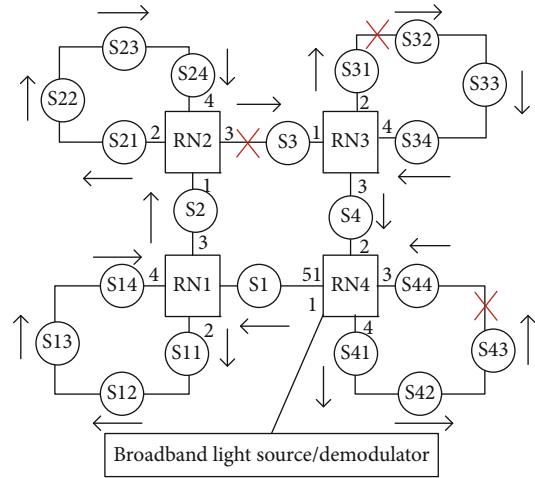 S23
S32
S24
S31
S22
S33
4
2
S21
2
RN2
3
S3
1
RN3
4
S34
1
3
S2
S4
3
2
S14
4
RN1
S1
51
RN4
3
S44
1
2
4
S13
S11
S41
S43
S12
S42
Broadband light source/demodulator